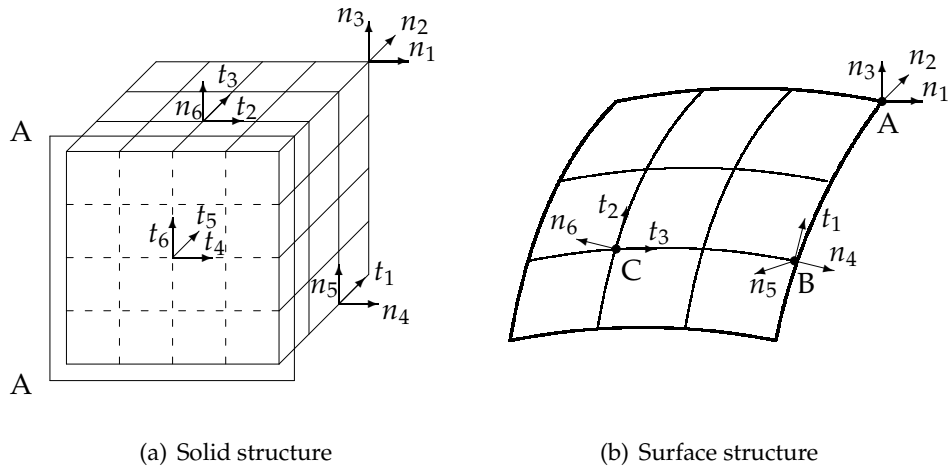 n3
n2
n1
t3
n6
t2
A
t5
t6
t4
t1
n5
n4
A
(a) Solid structure
n3
n2
n1
A
t2
n6
t3
C
t1
n4
n5
B
(b) Surface structure